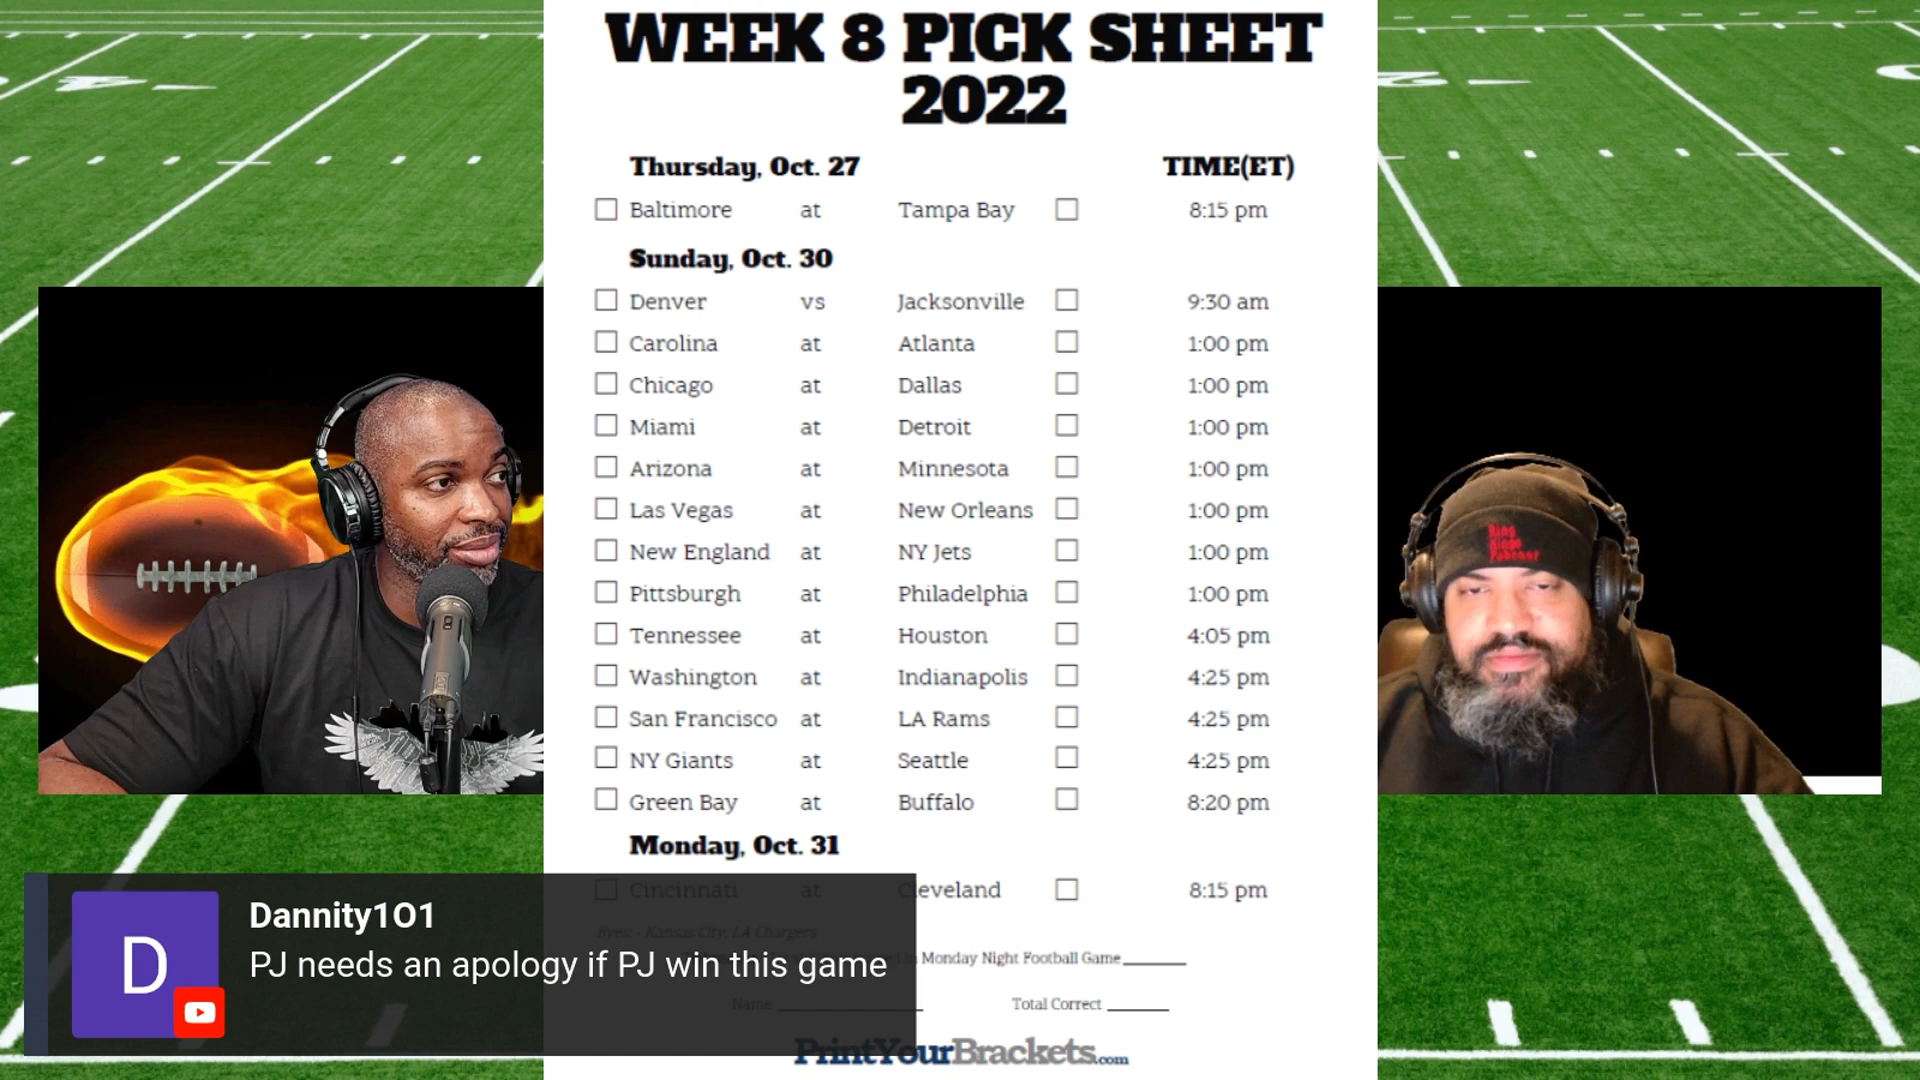 WEEK 8 PICK SHEET
2022
Thursday, Oct. 27 TIME(ET)
Baltimore at Tampa Bay 8:15 pm
Sunday, Oct. 30
Denver vs Jacksonville 9:30 am
Carolina at Atlanta 1:00 pm
Chicago at Dallas 1:00 pm
Miami at Detroit 1:00 pm
Arizona at Minnesota 1:00 pm
Las Vegas at New Orleans 1:00 pm
New England at NY Jets 1:00 pm
Pittsburgh at Philadelphia 1:00 pm
Tennessee at Houston 4:05 pm
Washington at Indianapolis 4:25 pm
San Francisco at LA Rams 4:25 pm
NY Giants at Seattle 4:25 pm
Green Bay at Buffalo 8:20 pm
Monday, Oct. 31
Cincinnati at Cleveland 8:15 pm
Byes: - Kansas City, LA Chargers
in Monday Night Football Game
Name Total Correct
PrintYourBrackets.com
Dannity1O1
D
PJ needs an apology if PJ win this game